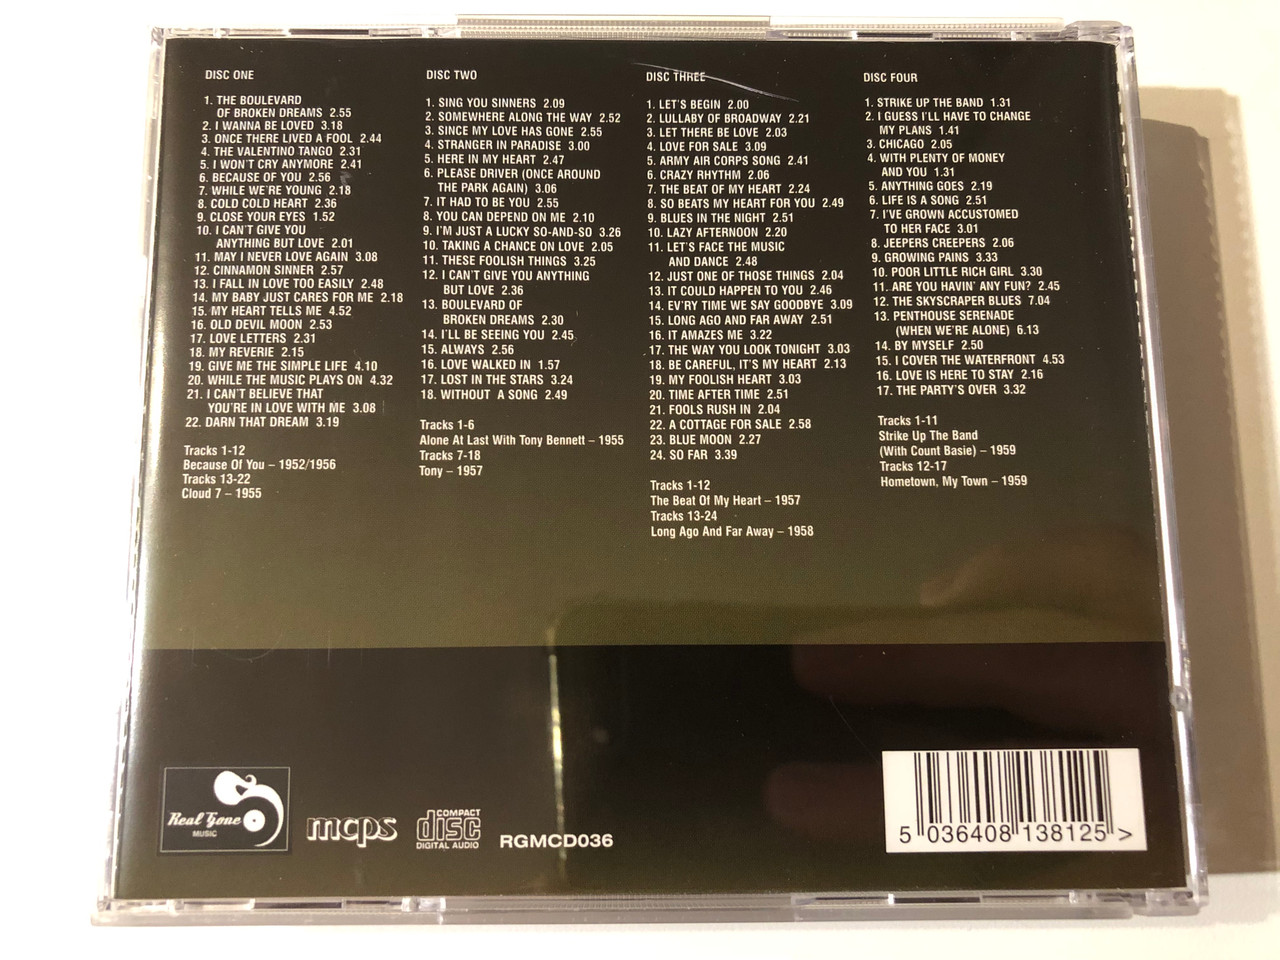 DISC ONE
1. THE BOULEVARD
OF BROKEN DREAMS 2.55
2. I WANNA BE LOVED 3.18
3. ONCE THERE LIVED A FOOL 2.44
4. THE VALENTINO TANGO 2.31
5. I WON'T CRY ANYMORE 2.41
6. BECAUSE OF YOU 2.56
7. WHILE WE'RE YOUNG 2.18
8. COLD COLD HEART 2.36
9. CLOSE YOUR EYES 1.52
10. I CAN'T GIVE YOU
ANYTHING BUT LOVE 2.01
11. MAY I NEVER LOVE AGAIN 3.08
12. CINNAMON SINNER 2.57
13. I FALL IN LOVE TOO EASILY 2.48
14. MY BABY JUST CARES FOR ME 2.18
15. MY HEART TELLS ME 4.52
16. OLD DEVIL MOON 2.53
17. LOVE LETTERS 2.31
18. MY REVERIE 2.15
19. GIVE ME THE SIMPLE LIFE 4.10
20. WHILE THE MUSIC PLAYS ON 4.32
21. I CAN'T BELIEVE THAT
YOU'RE IN LOVE WITH ME 3.08
22. DARN THAT DREAM 3.19
Tracks 1-12
Because Of You – 1952/1956
Tracks 13-22
Cloud 7 – 1955
DISC TWO
1. SING YOU SINNERS 2.09
2. SOMEWHERE ALONG THE WAY 2.52
3. SINCE MY LOVE HAS GONE 2.55
4. STRANGER IN PARADISE 3.00
5. HERE IN MY HEART 2.47
6. PLEASE DRIVER (ONCE AROUND
THE PARK AGAIN) 3.06
7. IT HAD TO BE YOU 2.55
8. YOU CAN DEPEND ON ME 2.10
9. I'M JUST A LUCKY SO-AND-SO 3.26
10. TAKING A CHANCE ON LOVE 2.05
11. THESE FOOLISH THINGS 3.25
12. I CAN'T GIVE YOU ANYTHING
BUT LOVE 2.36
13. BOULEVARD OF
BROKEN DREAMS 2.30
14. I'LL BE SEEING YOU 2.45
15. ALWAYS 2.56
16. LOVE WALKED IN 1.57
17. LOST IN THE STARS 3.24
18. WITHOUT A SONG 2.49
Tracks 1-6
Alone At Last With Tony Bennett – 1955
Tracks 7-18
Tony – 1957
DISC THREE
1. LET'S BEGIN 2.00
2. LULLABY OF BROADWAY 2.21
3. LET THERE BE LOVE 2.03
4. LOVE FOR SALE 3.09
5. ARMY AIR CORPS SONG 2.41
6. CRAZY RHYTHM 2.06
7. THE BEAT OF MY HEART 2.24
8. SO BEATS MY HEART FOR YOU 2.49
9. BLUES IN THE NIGHT 2.51
10. LAZY AFTERNOON 2.20
11. LET'S FACE THE MUSIC
AND DANCE 2.48
12. JUST ONE OF THOSE THINGS 2.04
13. IT COULD HAPPEN TO YOU 2.46
14. EV'RY TIME WE SAY GOODBYE 3.09
15. LONG AGO AND FAR AWAY 2.51
16. IT AMAZES ME 3.22
17. THE WAY YOU LOOK TONIGHT 3.03
18. BE CAREFUL, IT'S MY HEART 2.13
19. MY FOOLISH HEART 3.03
20. TIME AFTER TIME 2.51
21. FOOLS RUSH IN 2.04
22. A COTTAGE FOR SALE 2.58
23. BLUE MOON 2.27
24. SO FAR 3.39
Tracks 1-12
The Beat Of My Heart – 1957
Tracks 13-24
Long Ago And Far Away – 1958
DISC FOUR
1. STRIKE UP THE BAND 1.31
2. I GUESS I'LL HAVE TO CHANGE
MY PLANS 1.41
3. CHICAGO 2.05
4. WITH PLENTY OF MONEY
AND YOU 1.31
5. ANYTHING GOES 2.19
6. LIFE IS A SONG 2.51
7. I'VE GROWN ACCUSTOMED
TO HER FACE 3.01
8. JEEPERS CREEPERS 2.06
9. GROWING PAINS 3.33
10. POOR LITTLE RICH GIRL 3.30
11. ARE YOU HAVIN' ANY FUN? 2.45
12. THE SKYSCRAPER BLUES 7.04
13. PENTHOUSE SERENADE
(WHEN WE'RE ALONE) 6.13
14. BY MYSELF 2.50
15. I COVER THE WATERFRONT 4.53
16. LOVE IS HERE TO STAY 2.16
17. THE PARTY'S OVER 3.32
Tracks 1-11
Strike Up The Band
(With Count Basie) – 1959
Tracks 12-17
Hometown, My Town – 1959
Real Gone
MUSIC
mcps
COMPACT
disc
DIGITAL AUDIO
RGMCD036
5 036408 138125 >